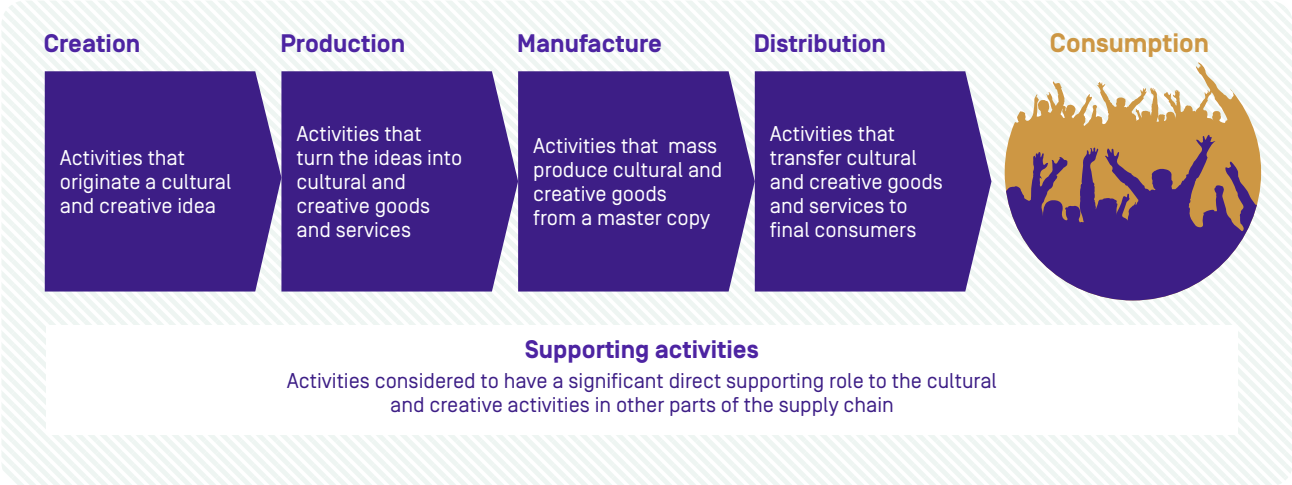 Creation
Activities that
originate a cultural
and creative idea
Production
Activities that
turn the ideas into
cultural and
creative goods
and services
Manufacture
Activities that  mass
produce cultural and
creative goods
from a master copy
Distribution
Activities that
transfer cultural
and creative goods
and services to
final consumers
Consumption
Supporting activities
Activities considered to have a significant direct supporting role to the cultural
and creative activities in other parts of the supply chain